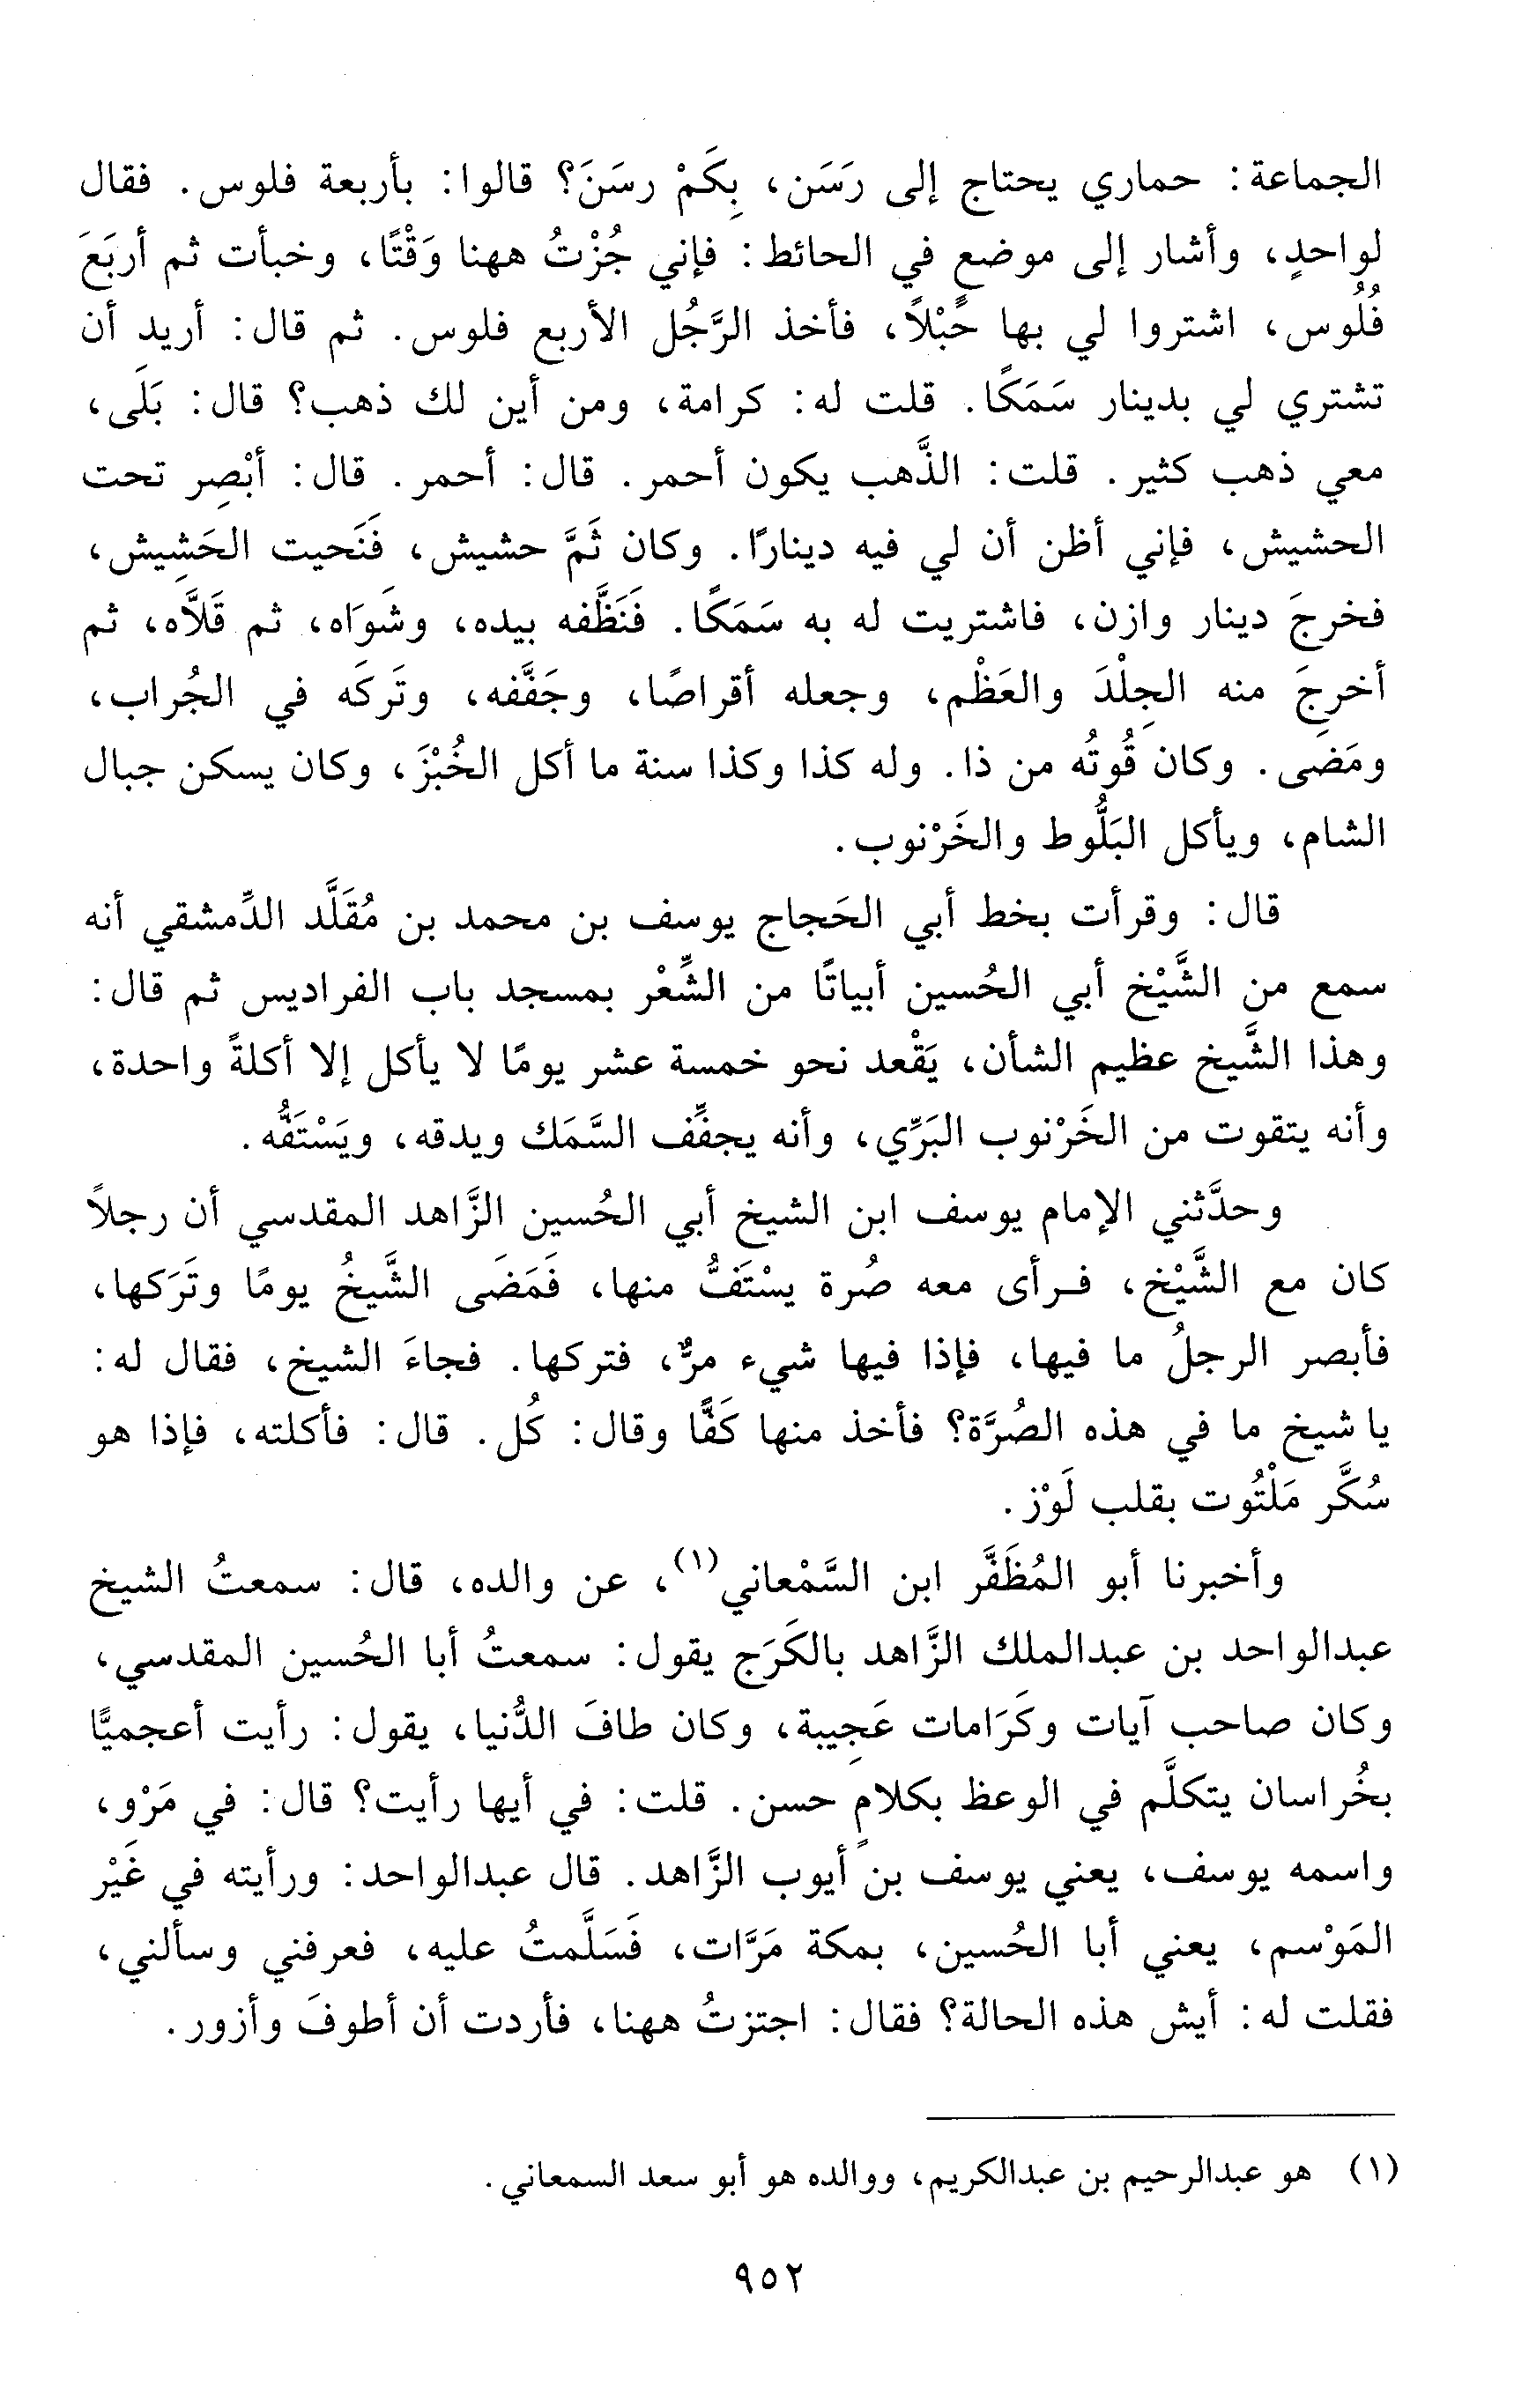 الجماعة: حماري يحتاج إلى رَسَن، بِكَمْ رسَنَ؟ قالوا: بأربعة فلوس. فقال
لواحدٍ، وأشار إلى موضعٍ في الحائط: فإني جُزْتُ ههنا وَقْتًا، وخبأت ثم أربَعَ
فُلُوس، اشتروا لي بها حَبْلاً، فأخذ الرَّجُل الأربع فلوس. ثم قال: أريد أن
تشتري لي بدينار سَمَكًا. قلت له: كرامة، ومن أين لك ذهب؟ قال: بَلَى،
معي ذهب كثير. قلت: الذَّهب يكون أحمر. قال: أحمر. قال: أبْصِر تحت
الحشيش، فإني أظن أن لي فيه دينارًا. وكان ثَمَّ حشيش، فَنَحيت الحَشِيش،
فخرجَ دينار وازن، فاشتريت له به سَمَكًا. فَنَظَّفه بيده، وشَوَاه، ثم قَلاَّه، ثم
أخرِجَ منه الجِلْدَ والعَظْم، وجعله أقراصًا، وجَفَّفه، وتَركَه في الجُراب،
ومَضى. وكان قُوتُه من ذا. وله كذا وكذا سنة ما أكل الخُبْزَ، وكان يسكن جبال
الشام، ويأكل البَلُّوط والخَرْنوب.
قال: وقرأت بخط أبي الحَجاج يوسف بن محمد بن مُقَلَّد الدِّمشقي أنه
سمع من الشَّيْخ أبي الحُسين أبياتًا من الشِّعْر بمسجد باب الفراديس ثم قال:
وهذا الشَّيخ عظيم الشأن، يَقْعد نحو خمسة عشر يومًا لا يأكل إلا أكلةً واحدة،
وأنه يتقوت من الخَرْنوب البَرِّي، وأنه يجفِّف السَّمَك ويدقه، ويَسْتَفُّه.
وحدَّثني الإمام يوسف ابن الشيخ أبي الحُسين الزَّاهد المقدسي أن رجلاً
كان مع الشَّيْخ، فـرأى معه صُرة يسْتَفُّ منها، فَمَضَى الشَّيخُ يومًا وتَرَكها،
فأبصر الرجلُ ما فيها، فإذا فيها شيء مرٌّ، فتركها. فجاءَ الشيخ، فقال له:
يا شيخ ما في هذه الصُرَّة؟ فأخذ منها كَفًّا وقال: كُل. قال: فأكلته، فإذا هو
سُكَّر مَلْتُوت بقلب لَوْز.
وأخبرنا أبو المُظَفَّر ابن السَّمْعاني(١)، عن والده، قال: سمعتُ الشيخ
عبدالواحد بن عبدالملك الزَّاهد بالكَرَج يقول: سمعتُ أبا الحُسين المقدسي،
وكان صاحب آيات وكَرَامات عَجِيبة، وكان طافَ الدُّنيا، يقول: رأيت أعجميًّا
بخُراسان يتكلَّم في الوعظ بكلامٍ حسن. قلت: في أيها رأيت؟ قال: في مَرْو،
واسمه يوسف، يعني يوسف بن أيوب الزَّاهد. قال عبدالواحد: ورأيته في غَيْر
المَوْسم، يعني أبا الحُسين، بمكة مَرَّات، فَسَلَّمتُ عليه، فعرفني وسألني،
فقلت له: أيش هذه الحالة؟ فقال: اجتزتُ ههنا، فأردت أن أطوفَ وأزور.
(١) هو عبدالرحيم بن عبدالكريم، ووالده هو أبو سعد السمعاني.
٩٥٢